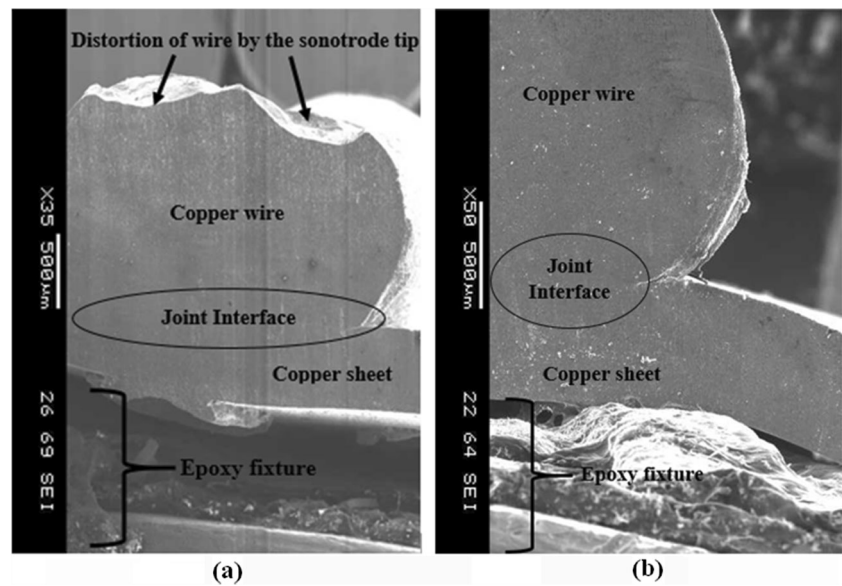 Distortion of wire by the sonotrode tip
Copper wire
Joint Interface
Copper sheet
Epoxy fixture
X35 500µm
26 69 SEI
(a)
Copper wire
Joint
Interface
Copper sheet
Epoxy fixture
X50 500µm
22 64 SEI
(b)